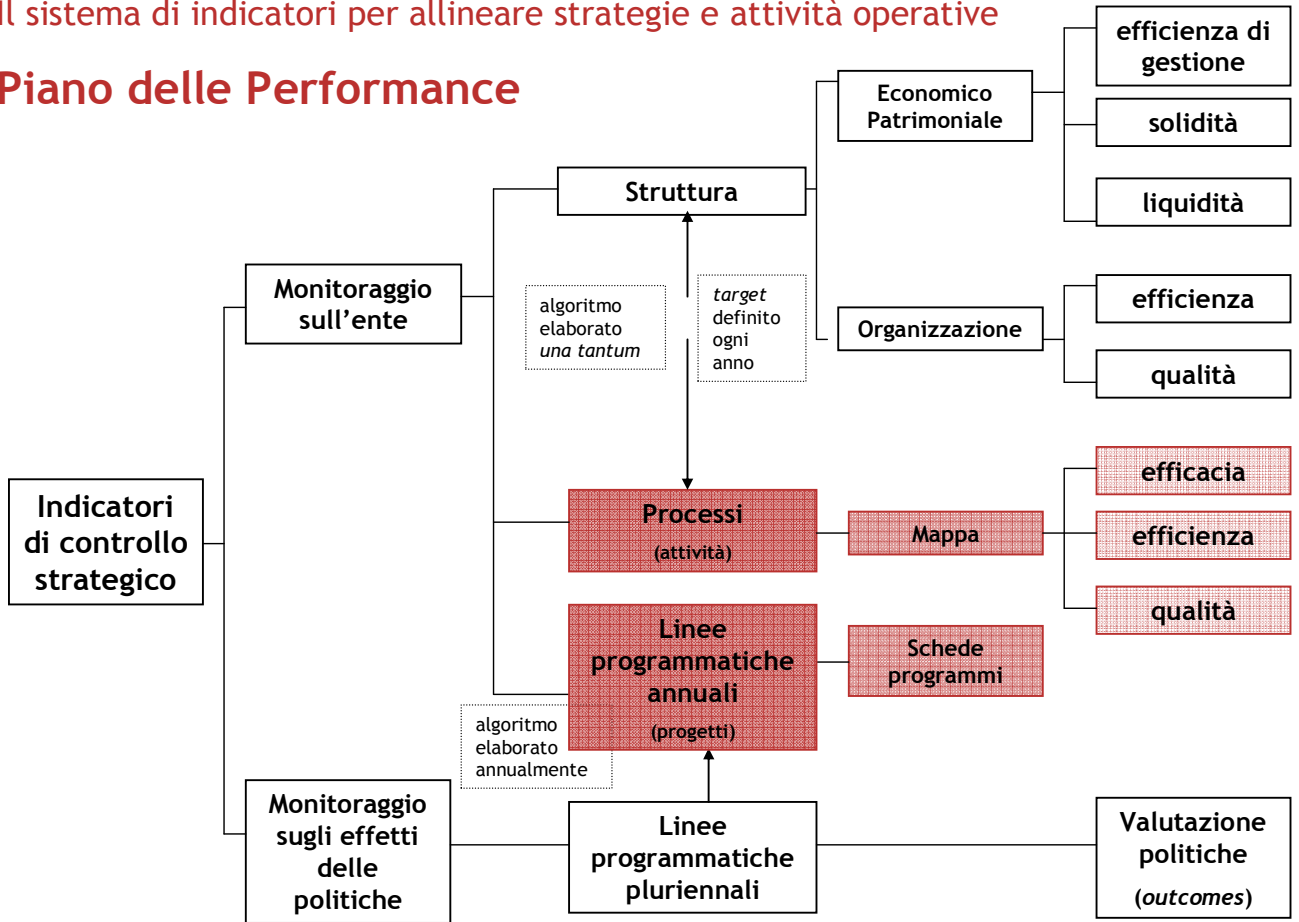 Il sistema di indicatori per allineare strategie e attività operative
Piano delle Performance
efficienza di
gestione
Economico
Patrimoniale
solidità
Struttura
liquidità
Monitoraggio
sull'ente
algoritmo
elaborato
una tantum
target
definito
ogni
anno
Organizzazione
efficienza
qualità
Indicatori
di controllo
strategico
Processi
(attività)
Mappa
efficacia
efficienza
qualità
Linee
programmatiche
annuali
(progetti)
Schede
programmi
algoritmo
elaborato
annualmente
Monitoraggio
sugli effetti
delle
politiche
Linee
programmatiche
pluriennali
Valutazione
politiche
(outcomes)